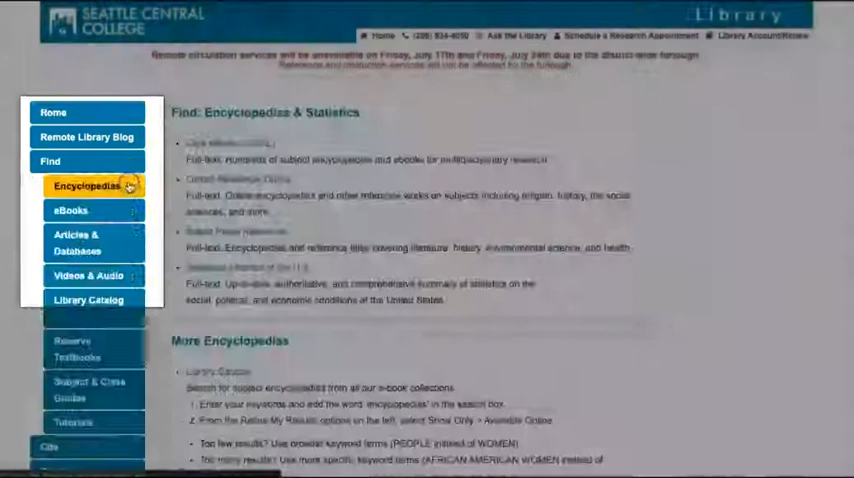 SEATTLE CENTRAL
COLLEGE
Library
Home
Ask the Library
Schedule a Research Appointment
Library Account/Renew
Remote circulation services will be unavailable on Friday, July 17th and Friday, July 24th due to the district-wide furlough
Reference and instruction services will not be affected by the furlough.
Home
Remote Library Blog
Find
Encyclopedias
eBooks
Articles &
Databases
Videos & Audio
Library Catalog
Reserve
Textbooks
Subject & Class
Guides
Tutorials
Cite
Find: Encyclopedias & Statistics
Full-text. Hundreds of subject encyclopedias and ebooks for multidisciplinary research.
Full-text. Online encyclopedias and other reference works on subjects including religion, history, the social
sciences, and more.
Full-text. Encyclopedias and reference titles covering literature, history, environmental science, and health.
Full-text. Up-to-date, authoritative, and comprehensive summary of statistics on the
social, political, and economic conditions of the United States.
More Encyclopedias
Library Catalog
Search for subject encyclopedias from all our e-book collections.
1. Enter your keywords and add the word 'encyclopedias' in the search box.
2. From the Refine My Results options on the left, select Show Only > Available Online.
Too few results? Use broader keyword terms (PEOPLE instead of WOMEN)
Too many results? Use more specific keyword terms (AFRICAN AMERICAN WOMEN instead of